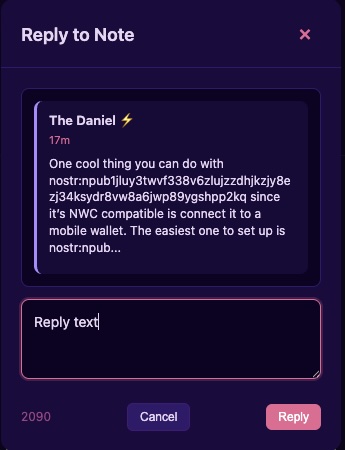 Reply to Note
The Daniel ⚡
17m
One cool thing you can do with
nostr:npub1jluy3twvf338v6zlujzzdhjkzjy8e
zj34ksydr8vw8a6jwp89ygshpp2kq since
it's NWC compatible is connect it to a
mobile wallet. The easiest one to set up is
nostr:npub...
Reply text
2090
Cancel
Reply